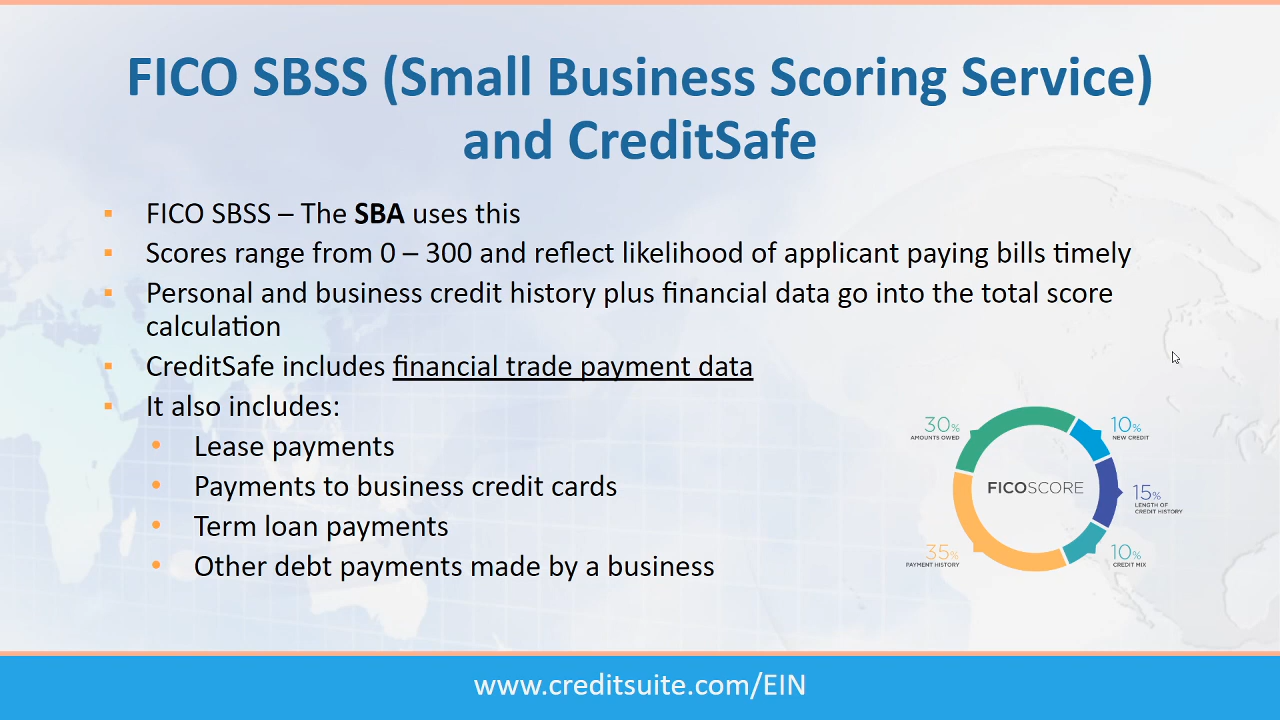 FICO SBSS (Small Business Scoring Service)
and CreditSafe
▪ FICO SBSS – The SBA uses this
▪ Scores range from 0 – 300 and reflect likelihood of applicant paying bills timely
▪ Personal and business credit history plus financial data go into the total score
calculation
▪ CreditSafe includes financial trade payment data
▪ It also includes:
• Lease payments
• Payments to business credit cards
• Term loan payments
• Other debt payments made by a business
30%
AMOUNTS OWED
10%
NEW CREDIT
FICOSCORE
15%
LENGTH OF
CREDIT HISTORY
35%
PAYMENT HISTORY
10%
CREDIT MIX
www.creditsuite.com/EIN